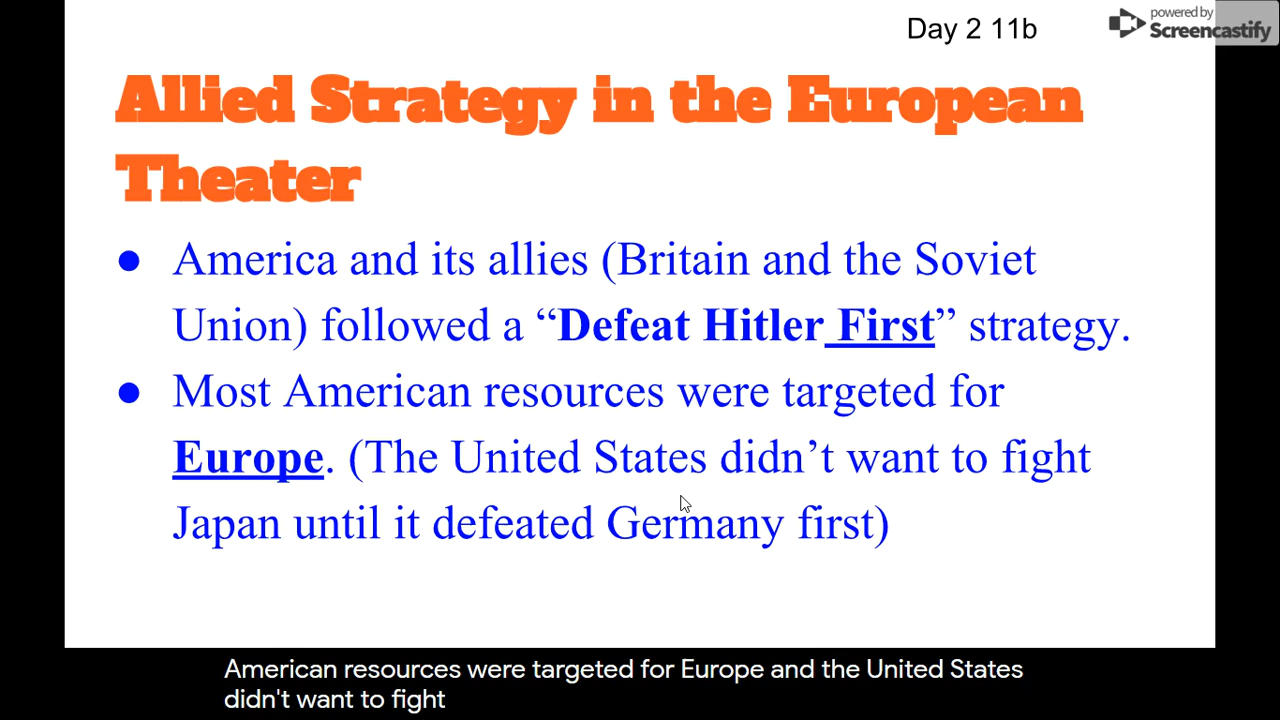 Day 2 11b
powered by
Screencastify
Allied Strategy in the European
Theater
● America and its allies (Britain and the Soviet
Union) followed a “Defeat Hitler First” strategy.
● Most American resources were targeted for
Europe. (The United States didn’t want to fight
Japan until it defeated Germany first)
American resources were targeted for Europe and the United States
didn't want to fight